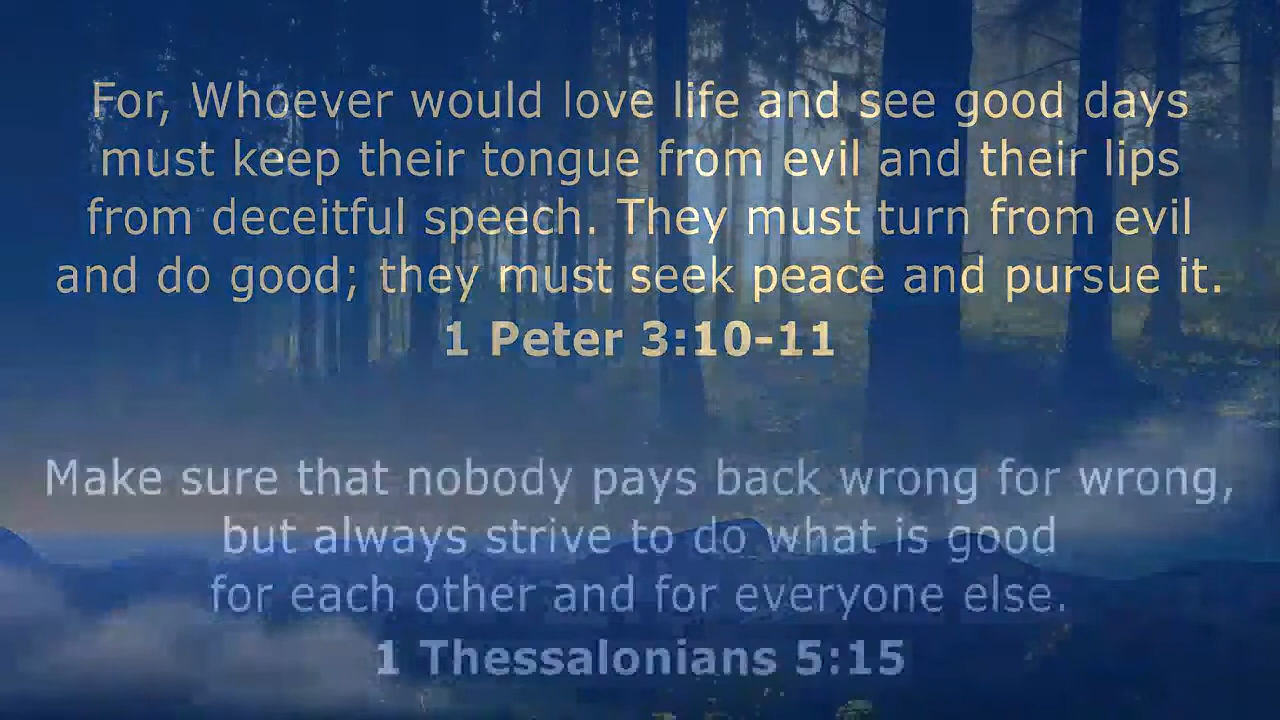 For, Whoever would love life and see good days
must keep their tongue from evil and their lips
from deceitful speech. They must turn from evil
and do good; they must seek peace and pursue it.
1 Peter 3:10-11
Make sure that nobody pays back wrong for wrong,
but always strive to do what is good
for each other and for everyone else.
1 Thessalonians 5:15